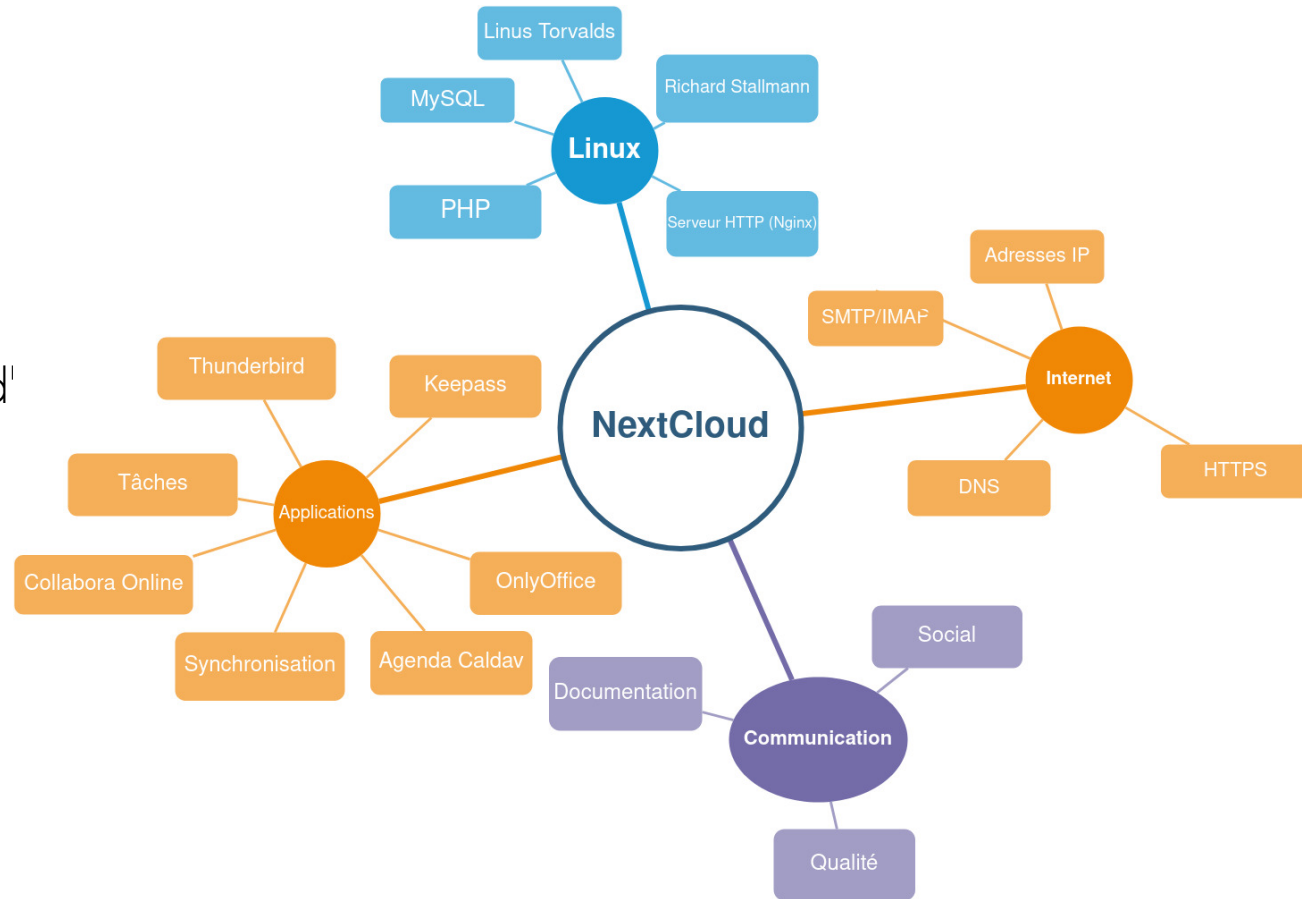 Linus Torvalds
Richard Stallmann
MySQL
Linux
PHP
Serveur HTTP (Nginx)
Adresses IP
SMTP/IMAP
Internet
HTTPS
DNS
NextCloud
Thunderbird
Keepass
Tâches
Applications
Collabora Online
OnlyOffice
Synchronisation
Agenda Caldav
Social
Documentation
Communication
Qualité
d'